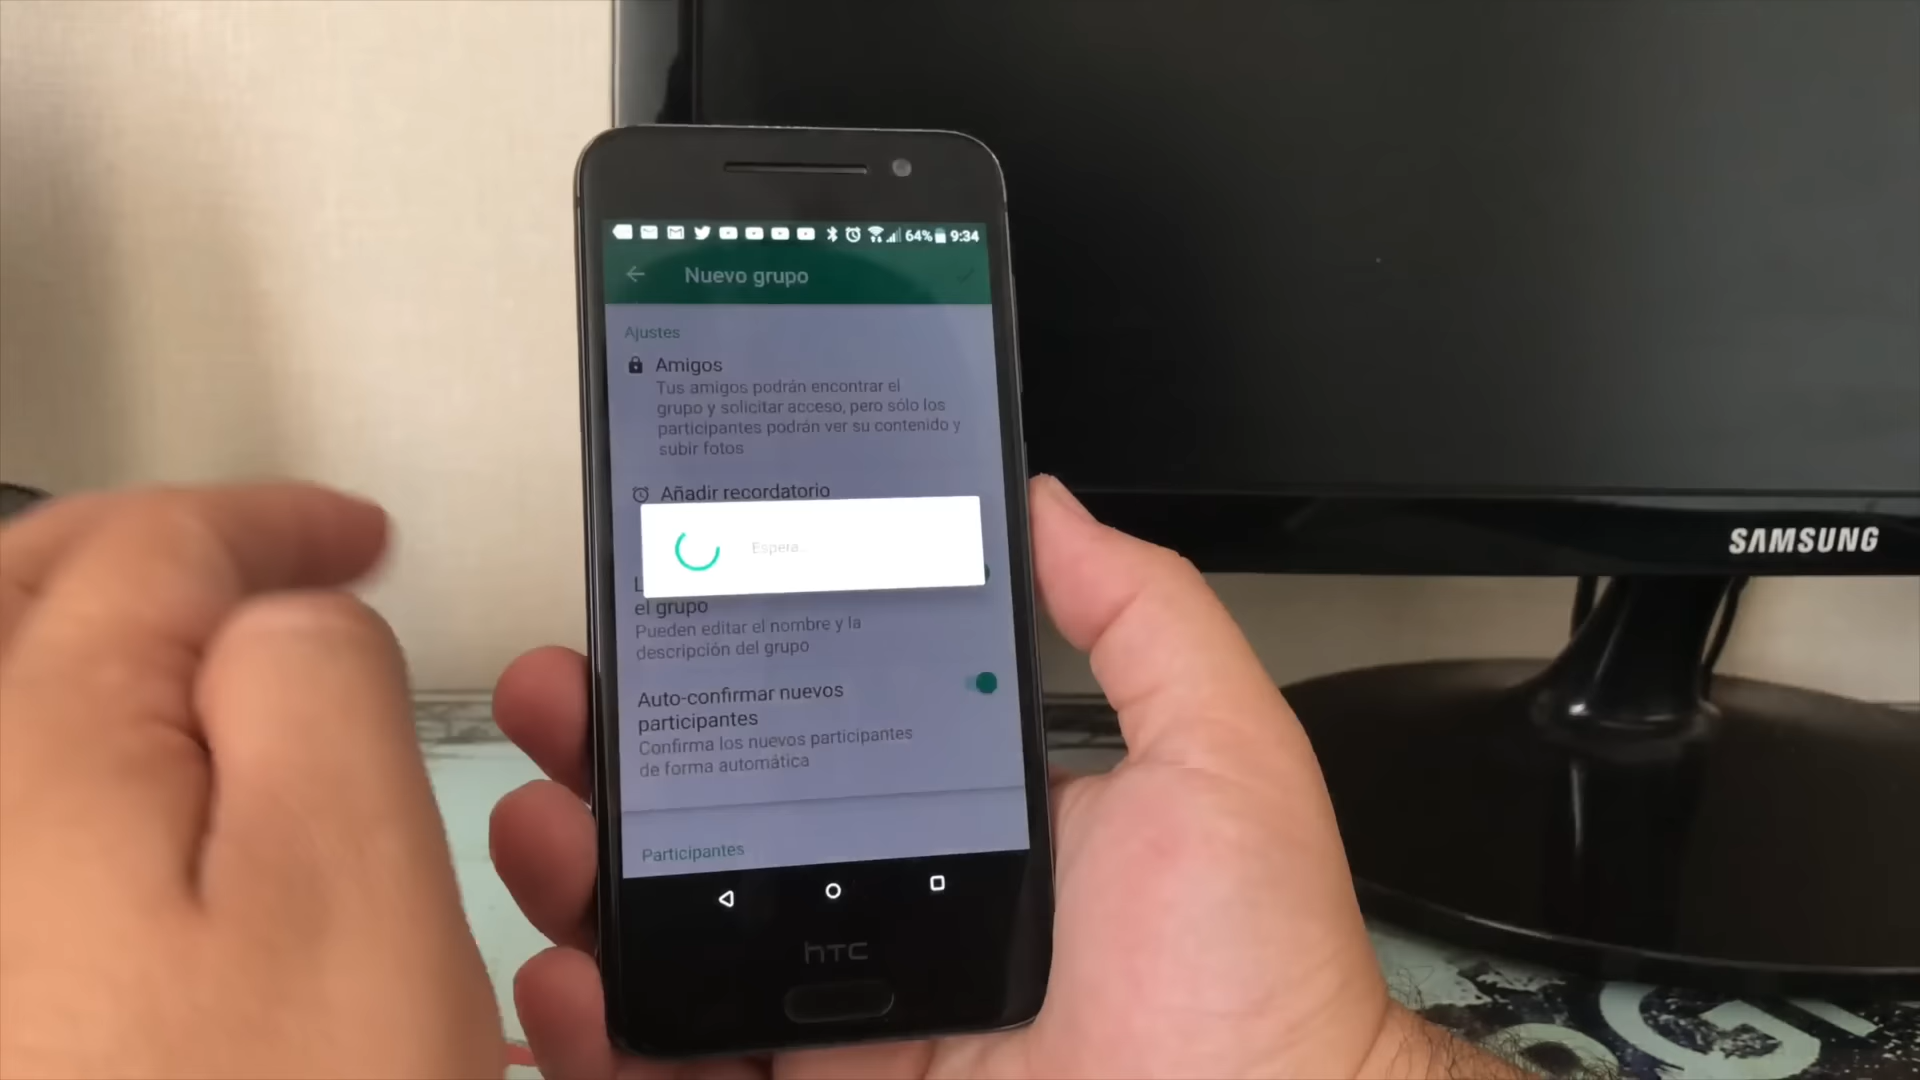 64% 9:34
Nuevo grupo
Ajustes
Amigos
Tus amigos podrán encontrar el
grupo y solicitar acceso, pero sólo los
participantes podrán ver su contenido y
subir fotos
Añadir recordatorio
Espera...
el grupo
Pueden editar el nombre y la
descripción del grupo
Auto-confirmar nuevos
participantes
Confirma los nuevos participantes
de forma automática
Participantes
hTC
SAMSUNG